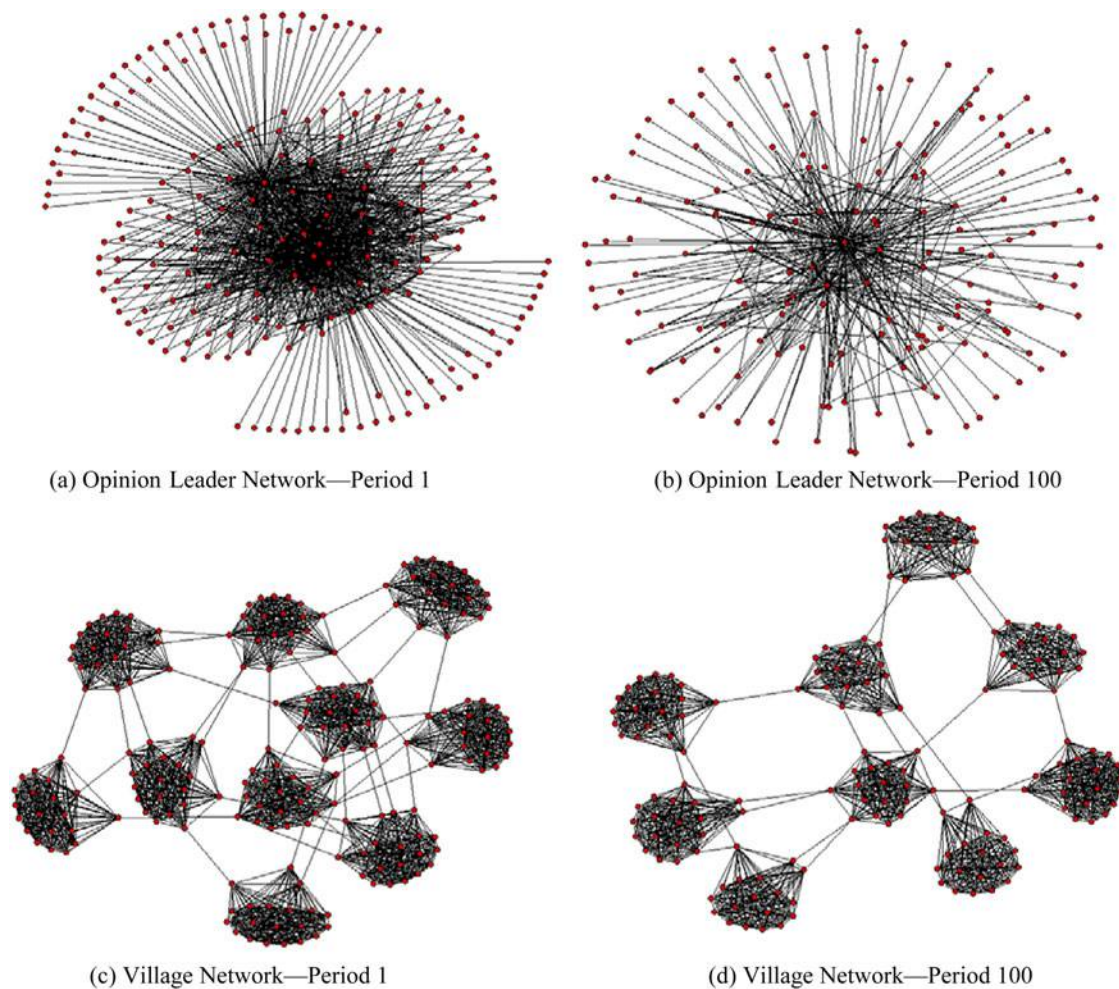 (a) Opinion Leader Network—Period 1
(b) Opinion Leader Network—Period 100
(c) Village Network—Period 1
(d) Village Network—Period 100